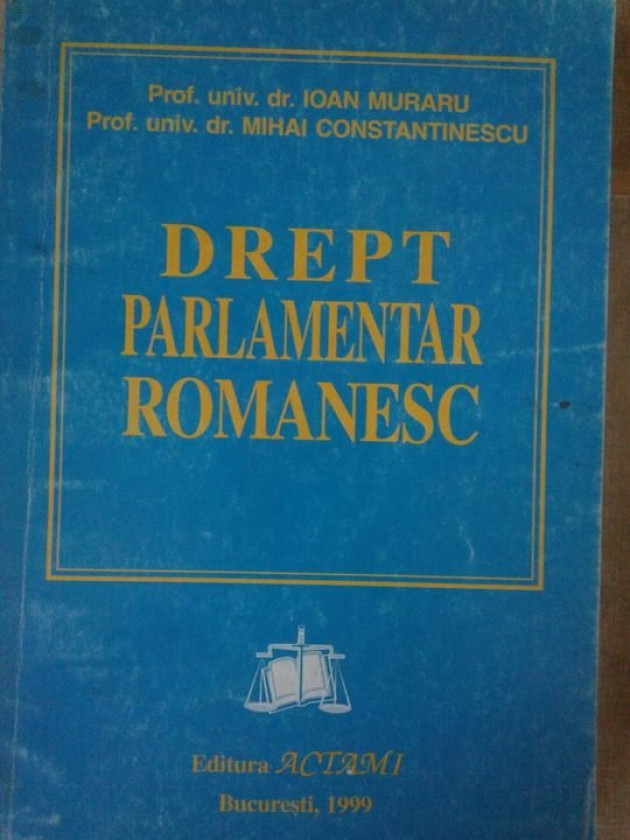 Prof. univ. dr. IOAN MURARU
Prof. univ. dr. MIHAI CONSTANTINESCU
DREPT
PARLAMENTAR
ROMANESC
Editura ACTAMI
București, 1999